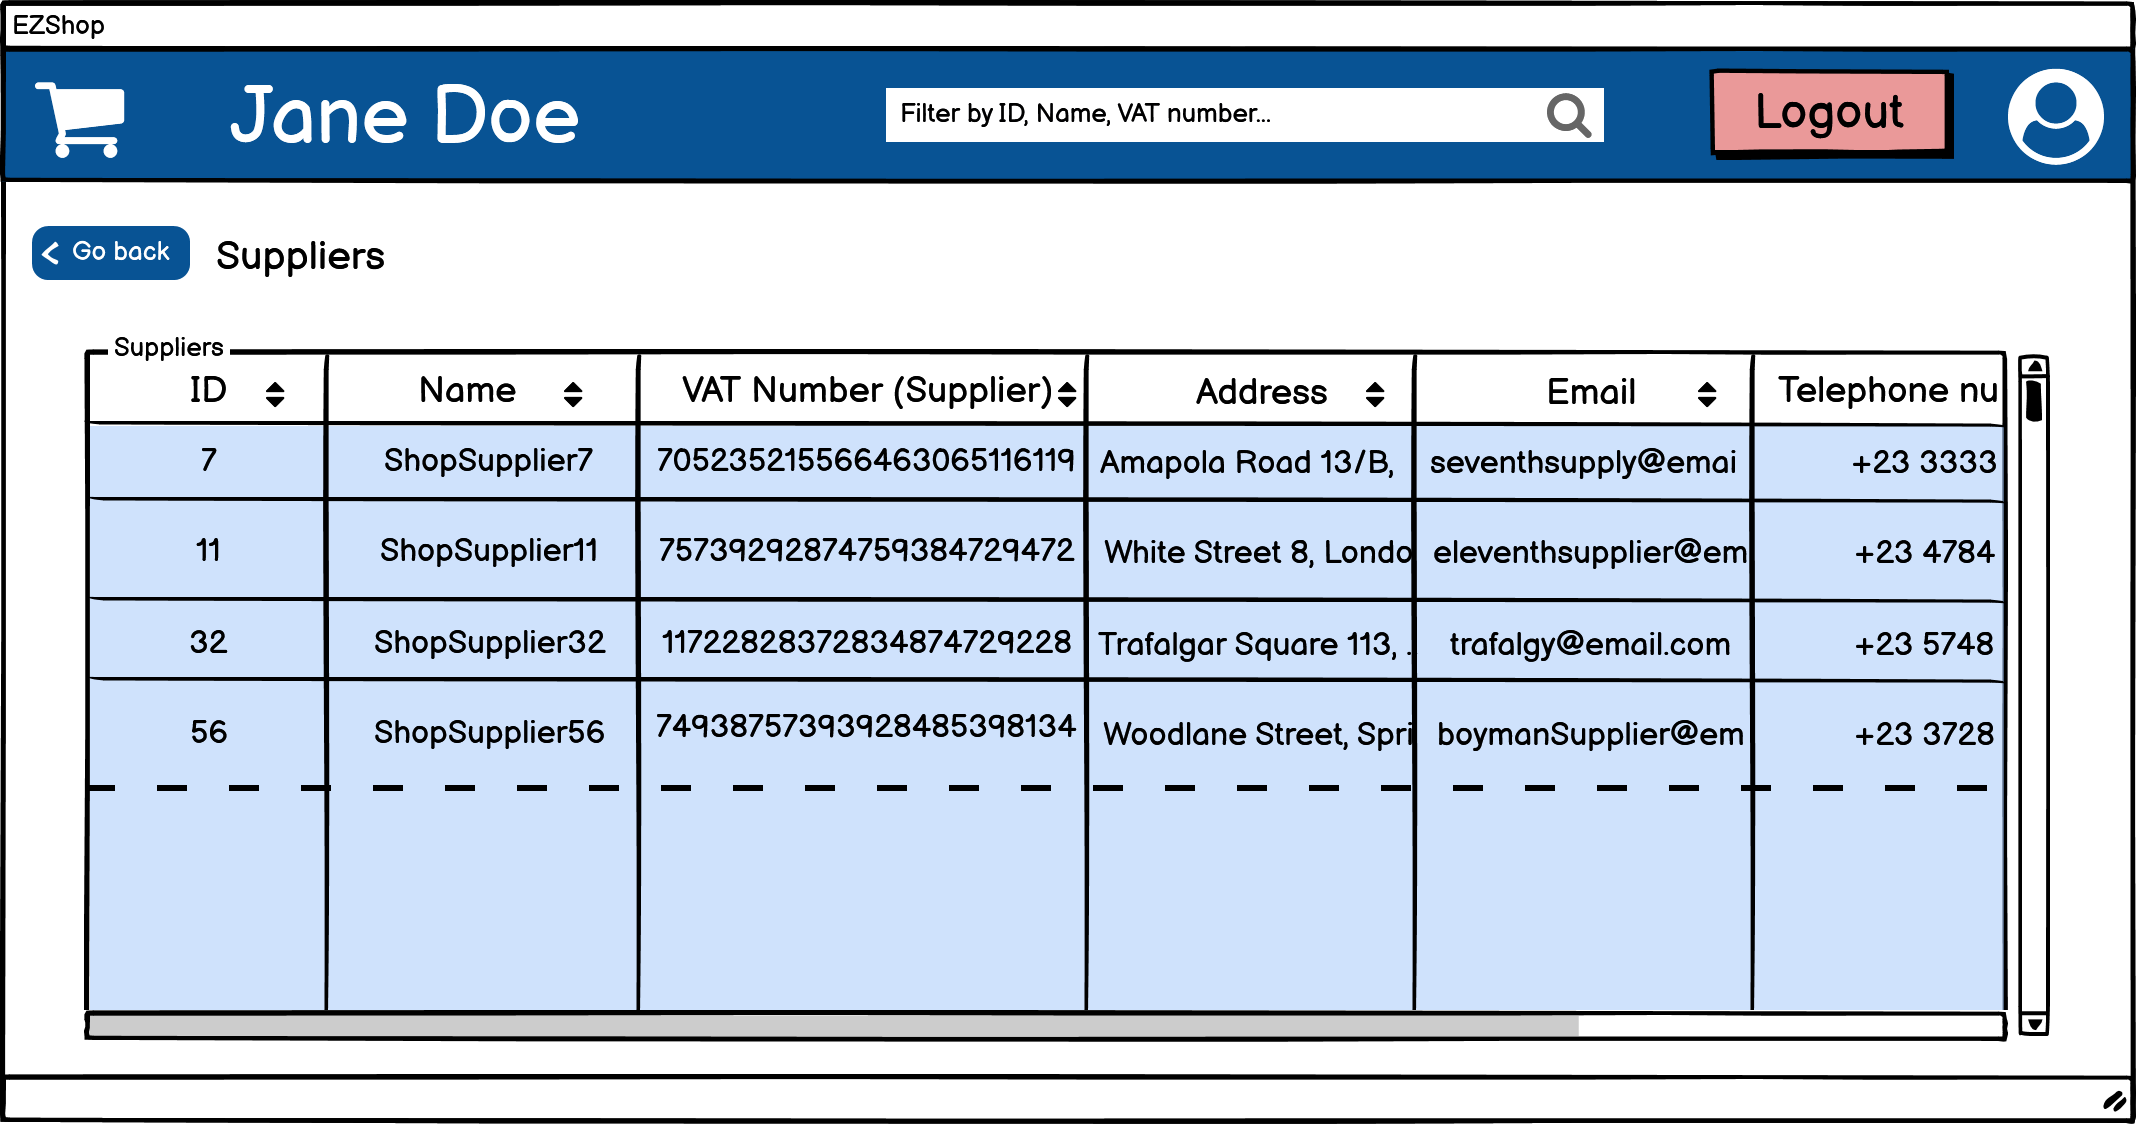 EZShop
Jane Doe
Filter by ID, Name, VAT number...
Logout
Go back
Suppliers
Suppliers
ID Name VAT Number (Supplier) Address Email Telephone nu
7 ShopSupplier7 705235215566463065116119 Amapola Road 13/B, seventhsupply@emai +23 3333
11 ShopSupplier11 75739292874759384729472 White Street 8, Londo eleventhsupplier@em +23 4784
32 ShopSupplier32 11722828372834874729228 Trafalgar Square 113, . trafalgy@email.com +23 5748
56 ShopSupplier56 74938757393928485398134 Woodlane Street, Spri boymanSupplier@em +23 3728